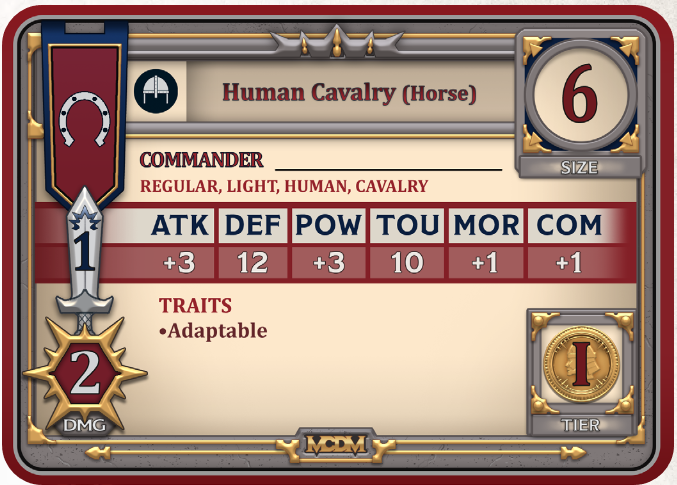 Human Cavalry (Horse)
6
SIZE
COMMANDER
REGULAR, LIGHT, HUMAN, CAVALRY
ATK DEF POW TOU MOR COM
+3 12 +3 10 +1 +1
1
TRAITS
•Adaptable
2
DMG
I
TIER
MCDM